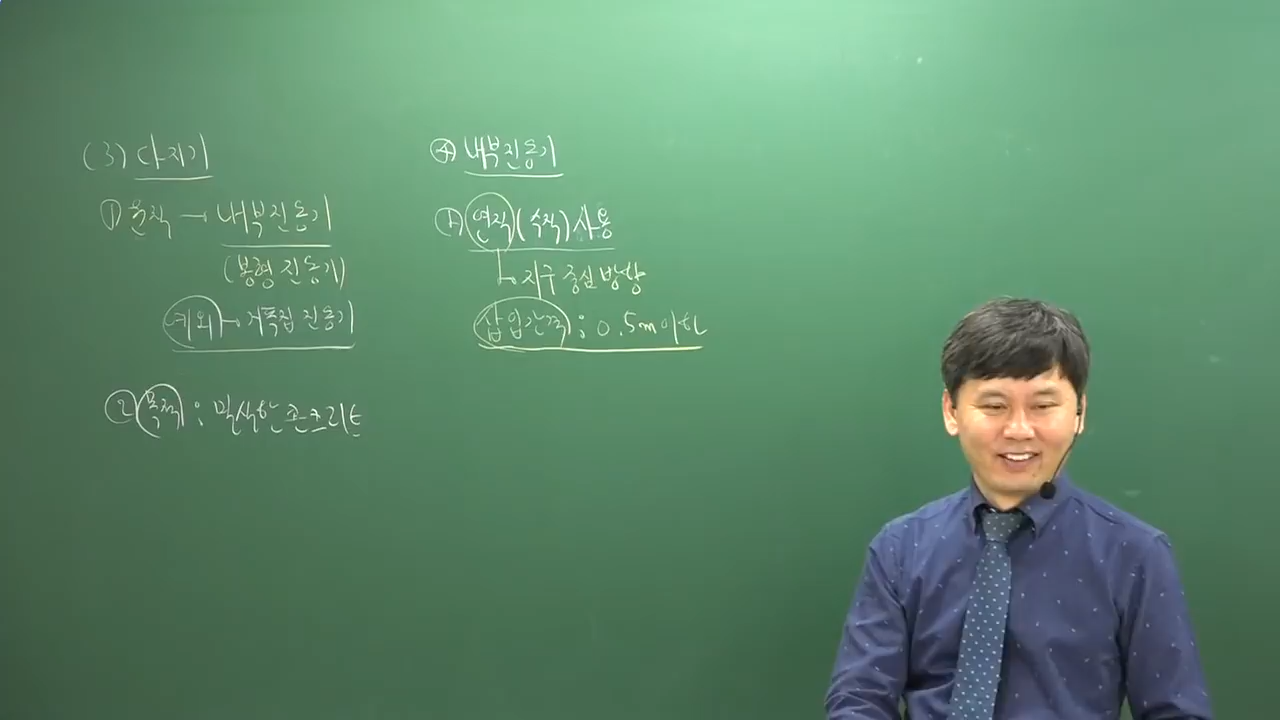 (3) 다지기
① 원칙 → 내부진동기
(봉형 진동기)
예외 → 거푸집 진동기
② 목적 : 밀실한 콘크리트
※ 내부진동기
① 연직(수직)사용
↳ 지구 중심 방향
삽입간격 : 0.5m이하